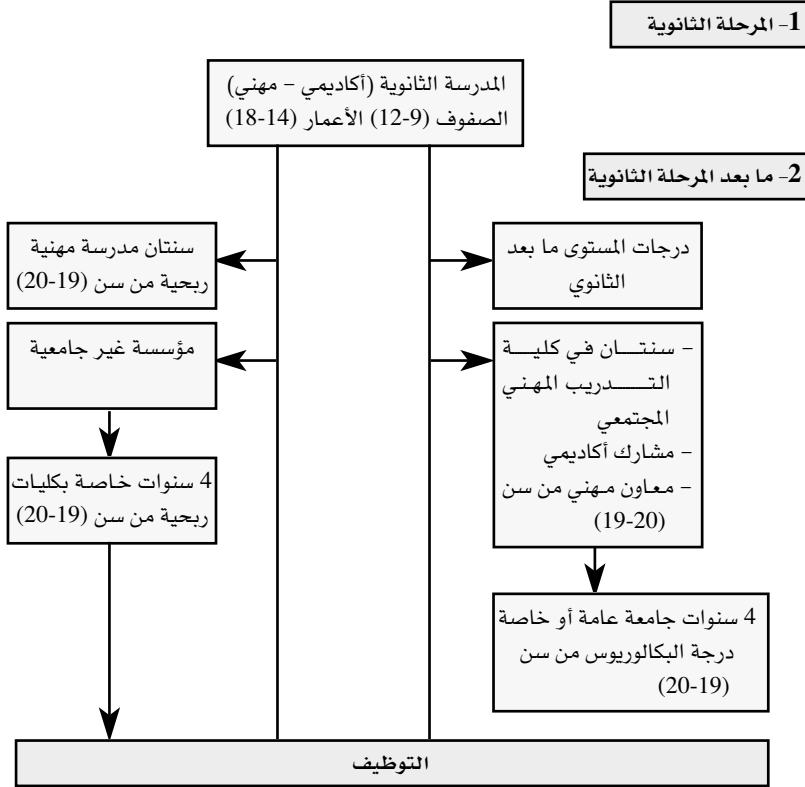 1- المرحلة الثانوية
المدرسة الثانوية (أكاديمي – مهني)
الصفوف (9-12) الأعمار (14-18)
2- ما بعد المرحلة الثانوية
درجات المستوى ما بعد
الثانوي
سنتان مدرسة مهنية
ربحية من سن (19-20)
– سنتـــان في كليـــة
التـــــدريب المهني
المجتمعي
– مشارك أكاديمي
– معاون مهني من سن
(19-20)
مؤسسة غير جامعية
4 سنوات خاصة بكليات
ربحية من سن (19-20)
4 سنوات جامعة عامة أو خاصة
درجة البكالوريوس من سن
(19-20)
التوظيف